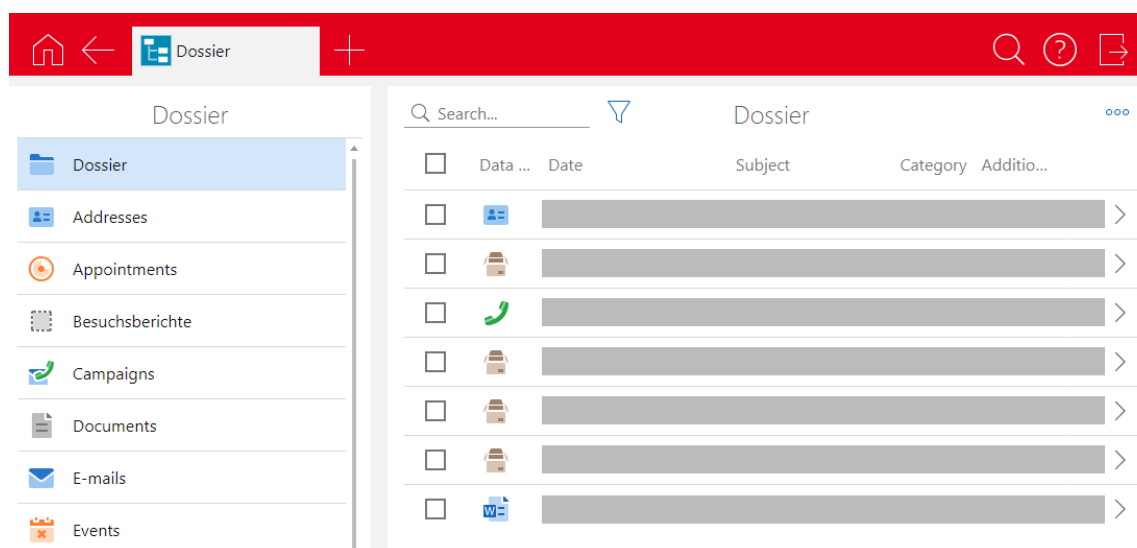 Dossier
Dossier
Dossier
Addresses
Appointments
Besuchsberichte
Campaigns
Documents
E-mails
Events
Search...
Dossier
Data ... Date Subject Category Additio...